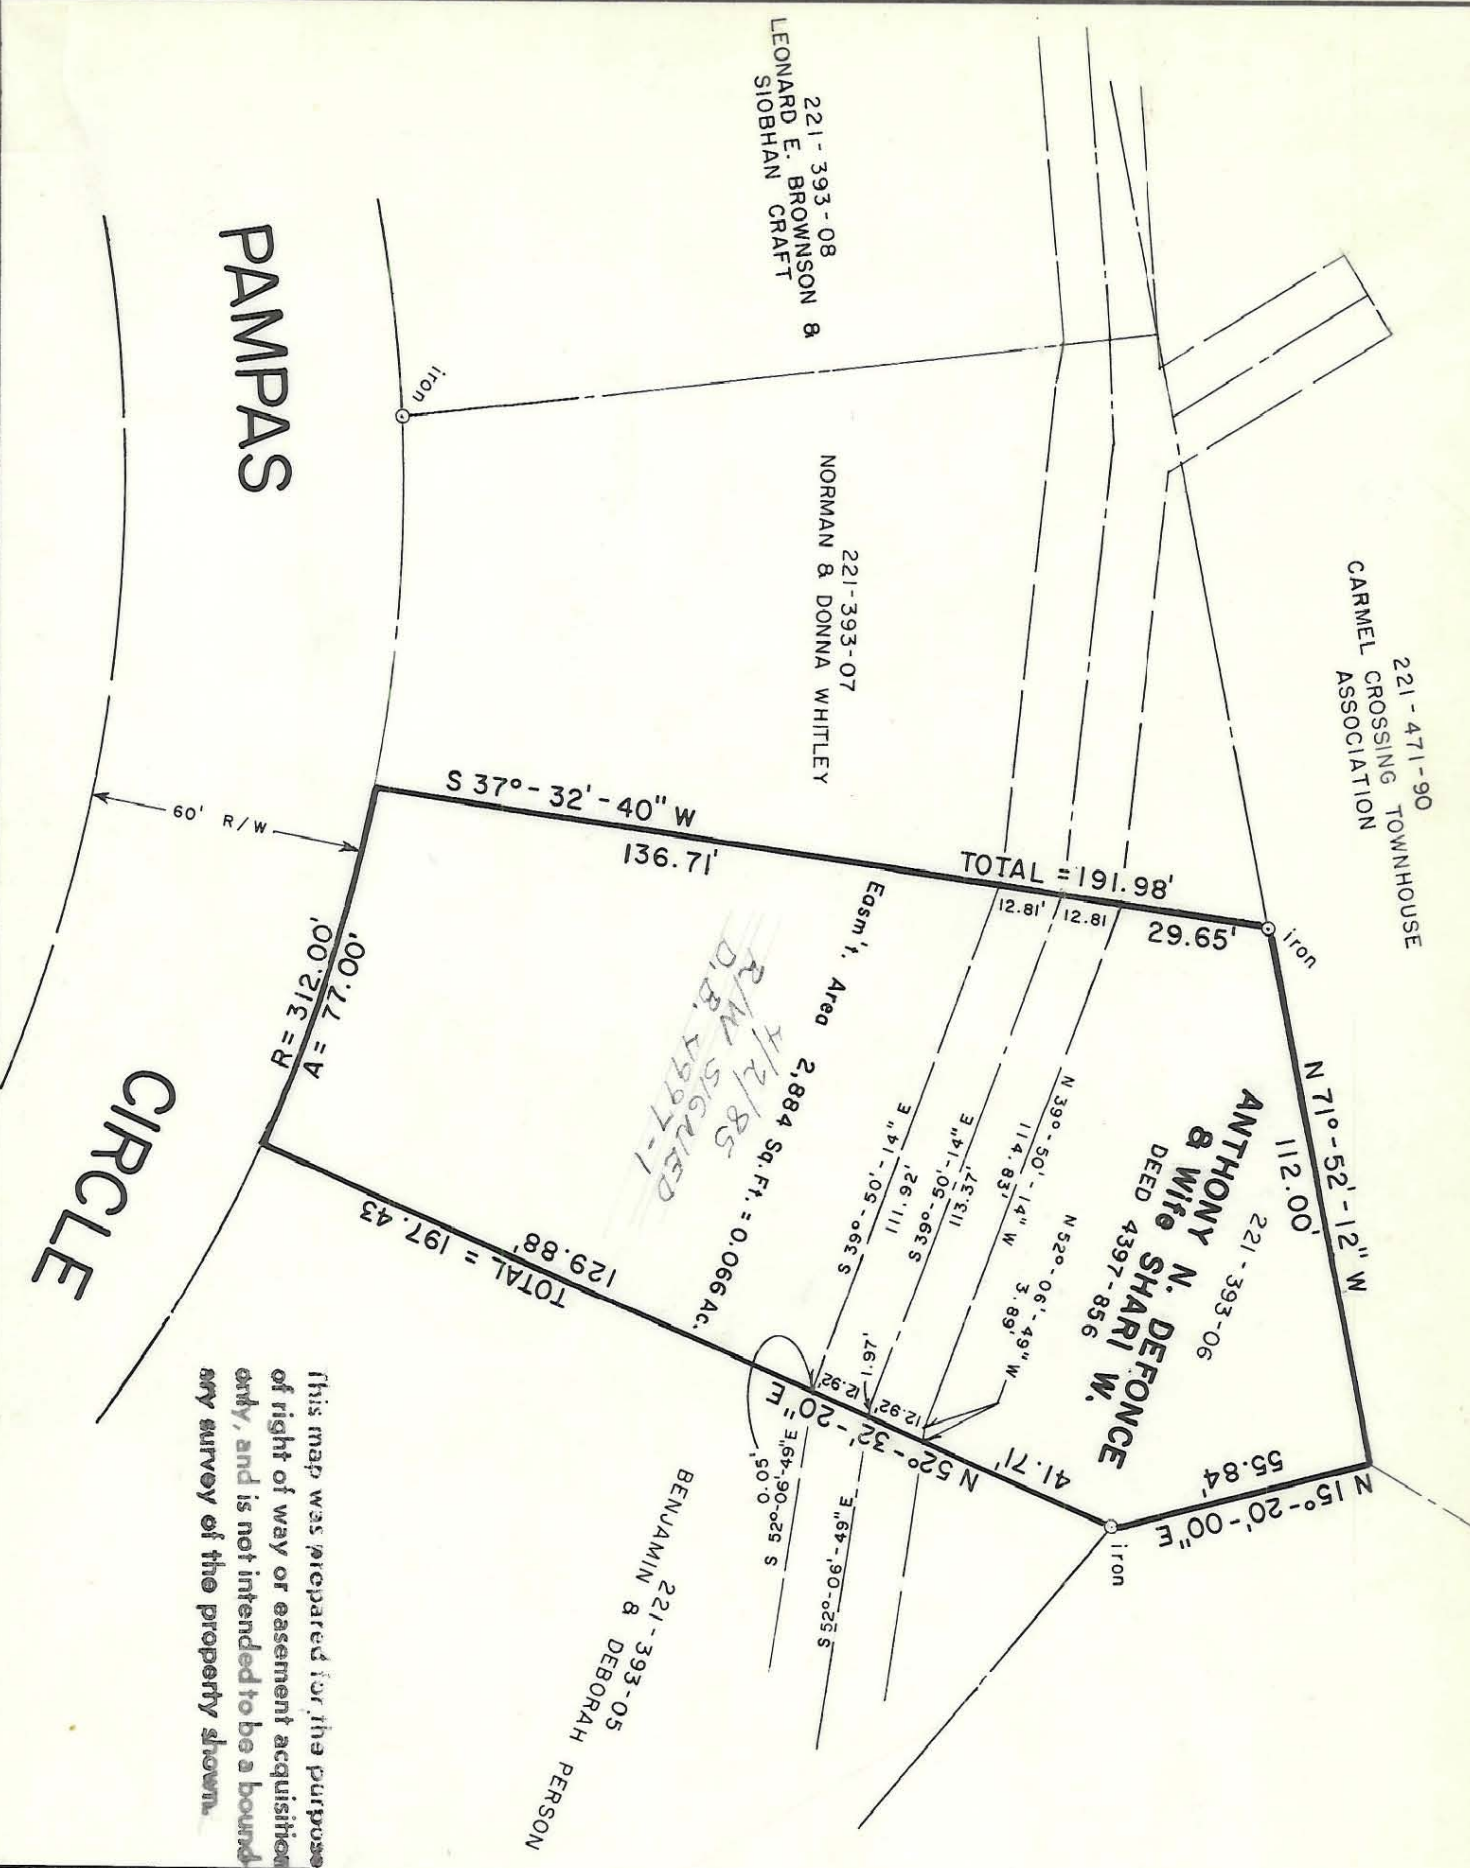 221-393-08
LEONARD E. BROWNSON &
SIOBHAN CRAFT
221-471-90
CARMEL CROSSING TOWNHOUSE
ASSOCIATION
221-393-07
NORMAN & DONNA WHITLEY
PAMPAS
CIRCLE
iron
60' R/W
S 37°-32'-40" W
136.71'
TOTAL = 191.98'
12.81'
12.81
29.65'
iron
N 71°-52'-12" W
112.00'
221-393-06
ANTHONY N. DEFONCE
& Wife SHARI W.
DEED 4397-856
N 15°-20'-00" E
55.84'
iron
R = 312.00'
A = 77.00'
Easm't. Area 2,884 Sq. Ft. = 0.066 Ac.
4/2/85
R/W SIGNED
D.B. 4997-1
N 39°-50'-14" W
114.83'
S 39°-50'-14" E
113.37'
S 39°-50'-14" E
111.92'
N 52°-06'-49" W
3.89'
1.97'
12.92'
12.92'
41.71'
N 52°-32'-20" E
129.88'
TOTAL = 197.43
S 52°-06'-49" E
0.05'
S 52°-06'-49" E
221-393-05
BENJAMIN & DEBORAH PERSON
This map was prepared for the purpose
of right of way or easement acquisition
only, and is not intended to be a bound
ary survey of the property shown.